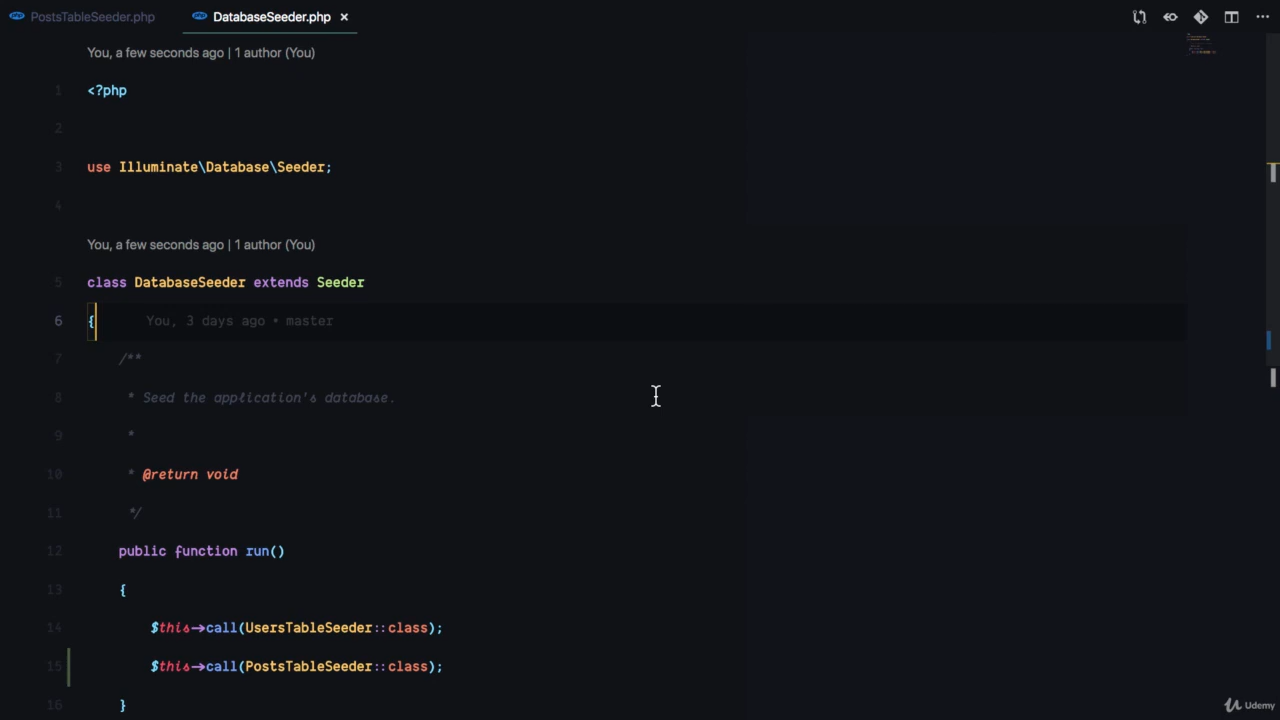 PostsTableSeeder.php DatabaseSeeder.php ×
You, a few seconds ago | 1 author (You)
1 <?php
2
3 use Illuminate\Database\Seeder;
4
You, a few seconds ago | 1 author (You)
5 class DatabaseSeeder extends Seeder
6 { You, 3 days ago • master
7 /**
8 * Seed the application's database.
9 *
10 * @return void
11 */
12 public function run()
13 {
14 $this->call(UsersTableSeeder::class);
15 $this->call(PostsTableSeeder::class);
16 }
Udemy